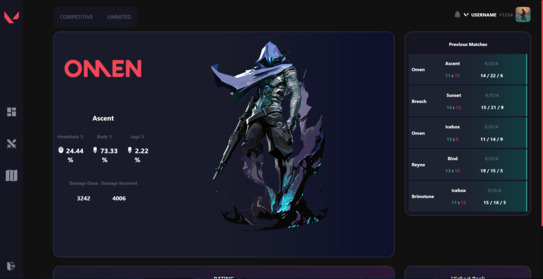 COMPETITIVE UNRATED
USERNAME #1234
OMEN
Ascent
Headshots % Body % Legs %
24.44 % 73.33 % 2.22 %
Damage Done Damage Received
3242 4006
Previous Matches
Ascent K/D/A
Omen 14 / 22 / 6
Sunset K/D/A
Breach 15 / 21 / 9
Icebox K/D/A
Omen 11 / 14 / 9
Bind K/D/A
Reyna 19 / 15 / 5
Icebox K/D/A
Brimstone 15 / 16 / 5